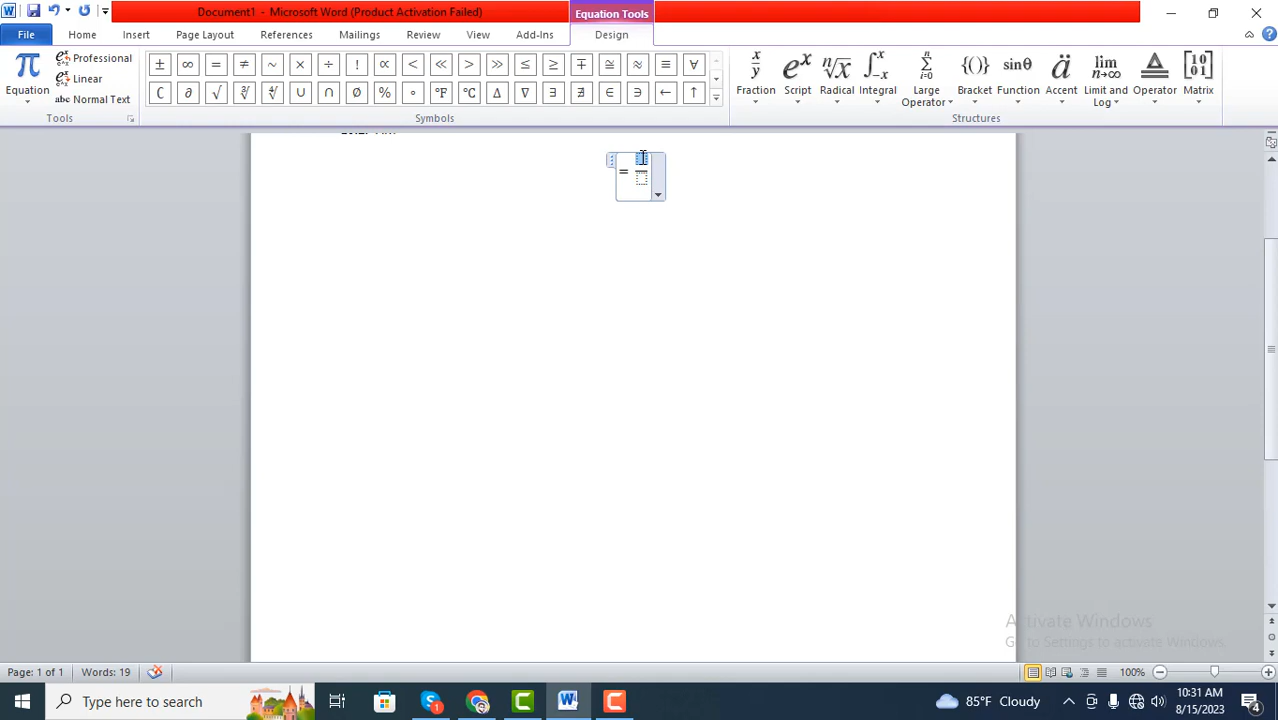 Document1 - Microsoft Word (Product Activation Failed)
Equation Tools
File
Home
Insert
Page Layout
References
Mailings
Review
View
Add-Ins
Design
π
Equation
Professional
Linear
abc Normal Text
Tools
± ∞ = ≠ ~ × ÷ ! ∝ < ≪ > ≫ ≤ ≥ ∓ ≅ ≈ ≡ ∀
∁ ∂ √ ∛ ∜ ∪ ∩ ∅ % ° °F °C ∆ ∇ ∃ ∄ ∈ ∋ ← ↑
Symbols
x/y
Fraction
eˣ
Script
ⁿ√x
Radical
Integral
Large
Operator
{()}
Bracket
sinθ
Function
ä
Accent
lim
n→∞
Limit and
Log
Operator
Matrix
Structures
=
Activate Windows
Go to Settings to activate Windows.
Page: 1 of 1
Words: 19
100%
Type here to search
85°F Cloudy
10:31 AM
8/15/2023